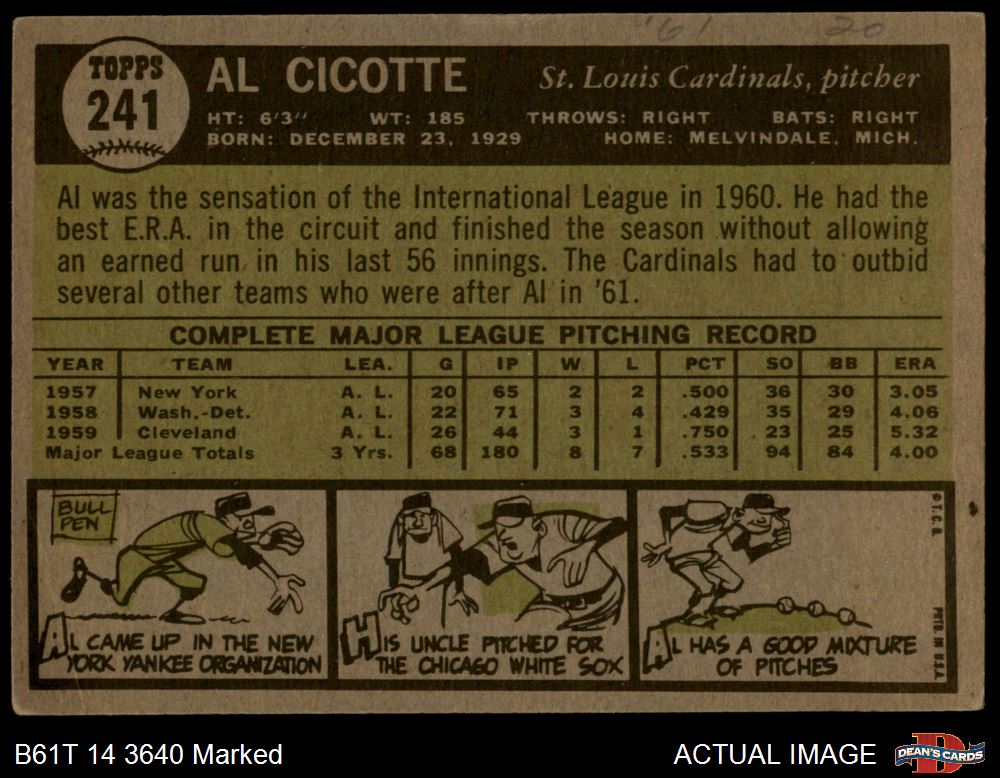 '61 20
TOPPS
241
AL CICOTTE
St. Louis Cardinals, pitcher
HT: 6'3" WT: 185 THROWS: RIGHT BATS: RIGHT
BORN: DECEMBER 23, 1929 HOME: MELVINDALE, MICH.
Al was the sensation of the International League in 1960. He had the
best E.R.A. in the circuit and finished the season without allowing
an earned run in his last 56 innings. The Cardinals had to outbid
several other teams who were after Al in '61.
COMPLETE MAJOR LEAGUE PITCHING RECORD
YEAR TEAM LEA. G IP W L PCT SO BB ERA
1957 New York A. L. 20 65 2 2 .500 36 30 3.05
1958 Wash.-Det. A. L. 22 71 3 4 .429 35 29 4.06
1959 Cleveland A. L. 26 44 3 1 .750 23 25 5.32
Major League Totals 3 Yrs. 68 180 8 7 .533 94 84 4.00
BULL
PEN
AL CAME UP IN THE NEW
YORK YANKEE ORGANIZATION
HIS UNCLE PITCHED FOR
THE CHICAGO WHITE SOX
AL HAS A GOOD MIXTURE
OF PITCHES
© T. C. G. PRTD. IN U.S.A.
B61T 14 3640 Marked
ACTUAL IMAGE
DEAN'S CARDS